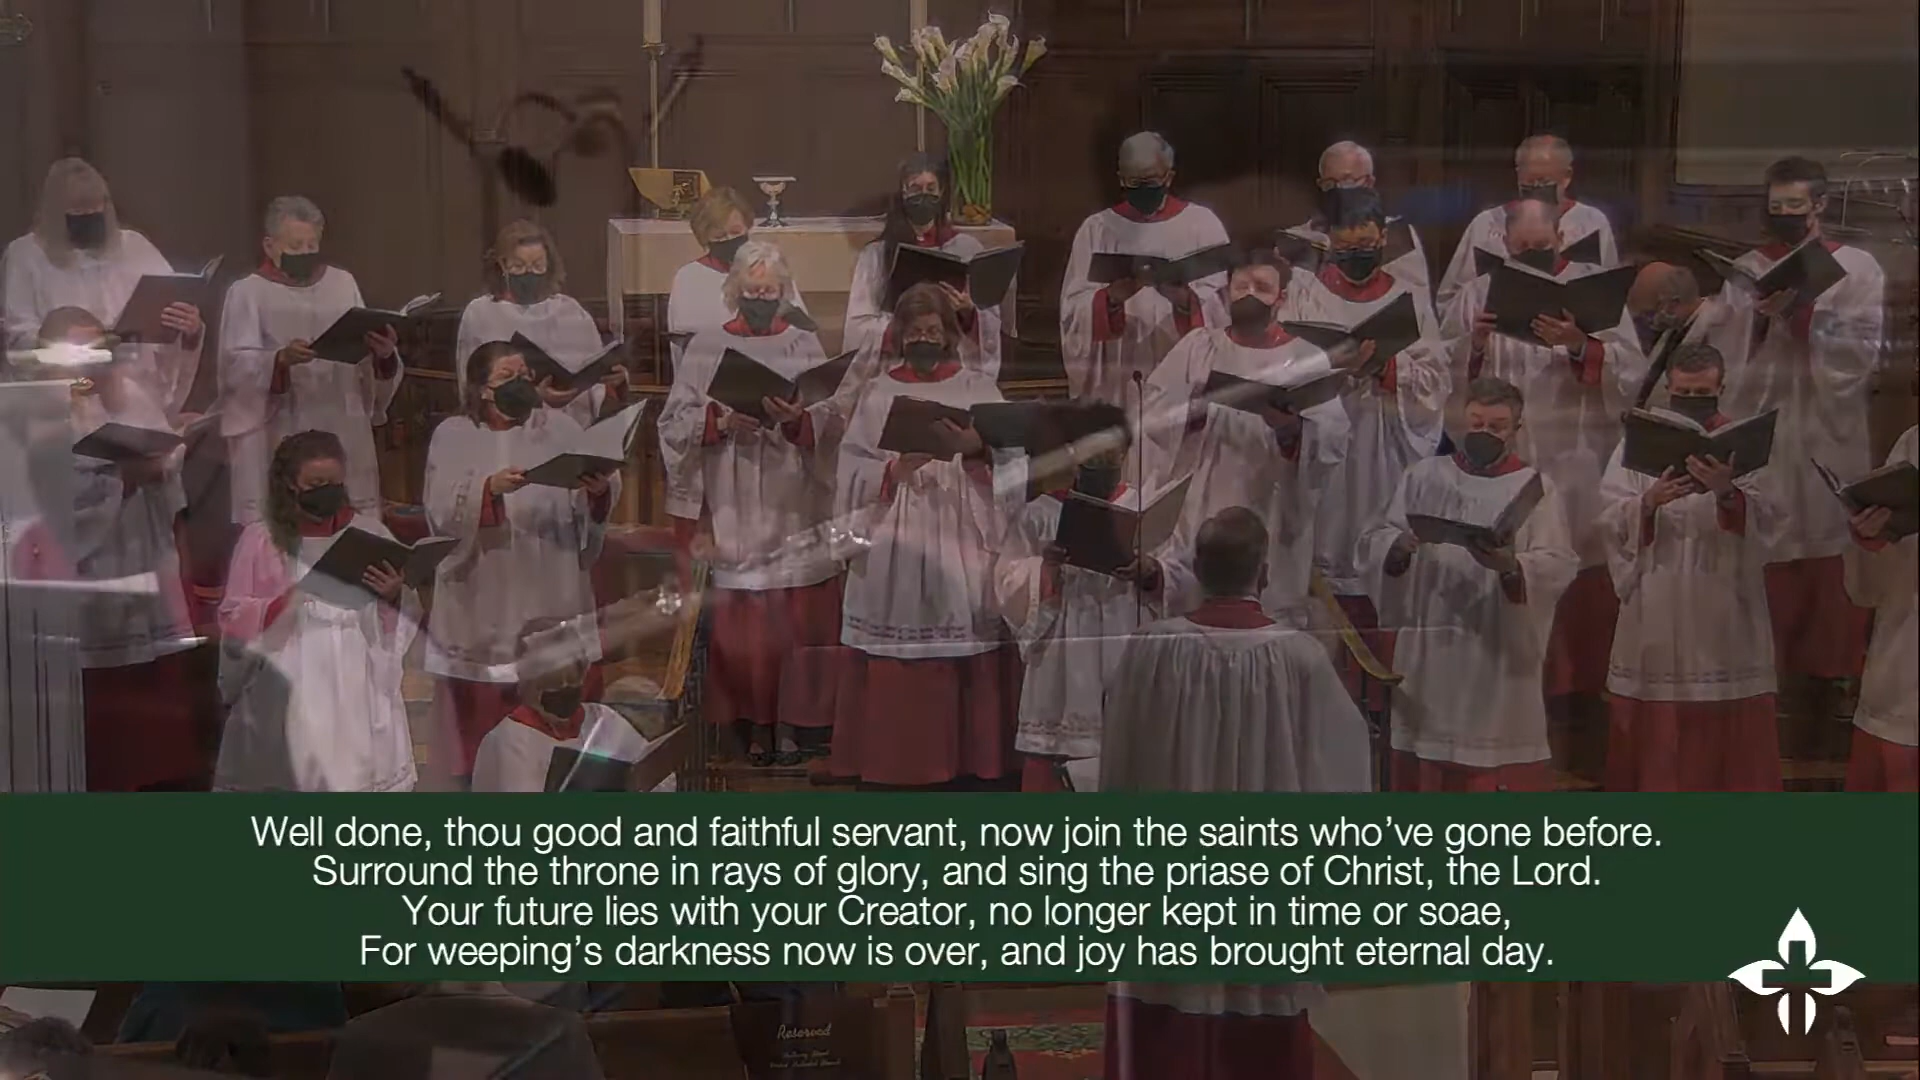 Reserved
Well done, thou good and faithful servant, now join the saints who've gone before.
Surround the throne in rays of glory, and sing the priase of Christ, the Lord.
Your future lies with your Creator, no longer kept in time or soae,
For weeping's darkness now is over, and joy has brought eternal day.